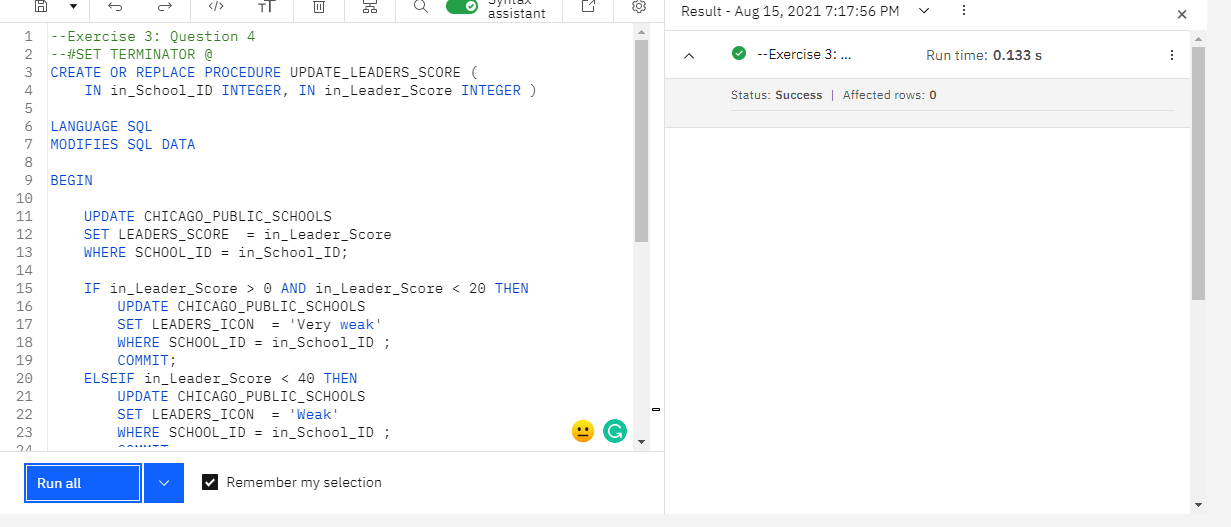 Syntax
assistant
1 --Exercise 3: Question 4
2 --#SET TERMINATOR @
3 CREATE OR REPLACE PROCEDURE UPDATE_LEADERS_SCORE (
4 IN in_School_ID INTEGER, IN in_Leader_Score INTEGER )
5
6 LANGUAGE SQL
7 MODIFIES SQL DATA
8
9 BEGIN
10
11 UPDATE CHICAGO_PUBLIC_SCHOOLS
12 SET LEADERS_SCORE  = in_Leader_Score
13 WHERE SCHOOL_ID = in_School_ID;
14
15 IF in_Leader_Score > 0 AND in_Leader_Score < 20 THEN
16 UPDATE CHICAGO_PUBLIC_SCHOOLS
17 SET LEADERS_ICON  = 'Very weak'
18 WHERE SCHOOL_ID = in_School_ID ;
19 COMMIT;
20 ELSEIF in_Leader_Score < 40 THEN
21 UPDATE CHICAGO_PUBLIC_SCHOOLS
22 SET LEADERS_ICON  = 'Weak'
23 WHERE SCHOOL_ID = in_School_ID ;
24
Run all
Remember my selection
Result - Aug 15, 2021 7:17:56 PM
--Exercise 3: ... Run time: 0.133 s
Status: Success | Affected rows: 0